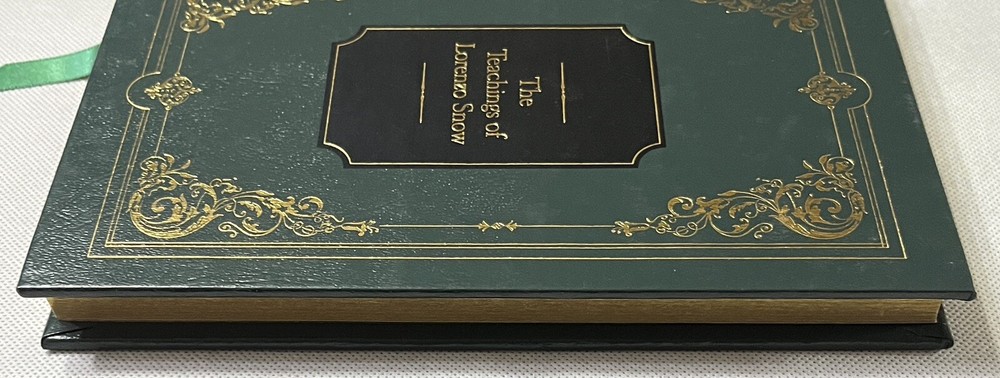 The
Teachings of
Lorenzo Snow